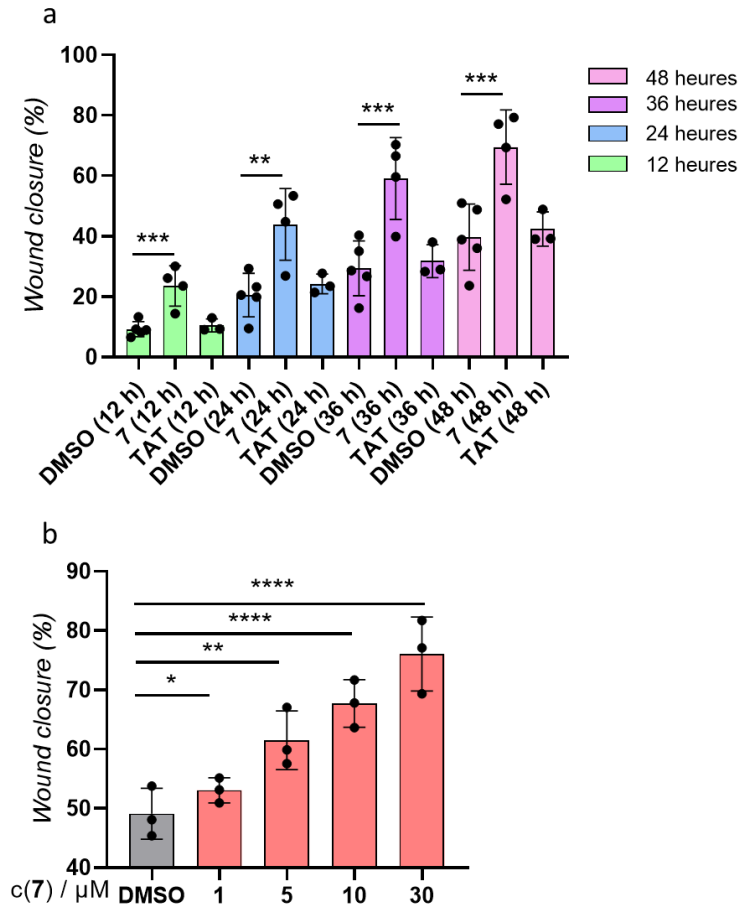 a
Wound closure (%)
100
80
60
40
20
0
***
**
***
***
48 heures
36 heures
24 heures
12 heures
DMSO (12 h)
7 (12 h)
TAT (12 h)
DMSO (24 h)
7 (24 h)
TAT (24 h)
DMSO (36 h)
7 (36 h)
TAT (36 h)
DMSO (48 h)
7 (48 h)
TAT (48 h)
b
Wound closure (%)
90
80
70
60
50
40
****
****
**
*
c(7) / μM DMSO 1 5 10 30